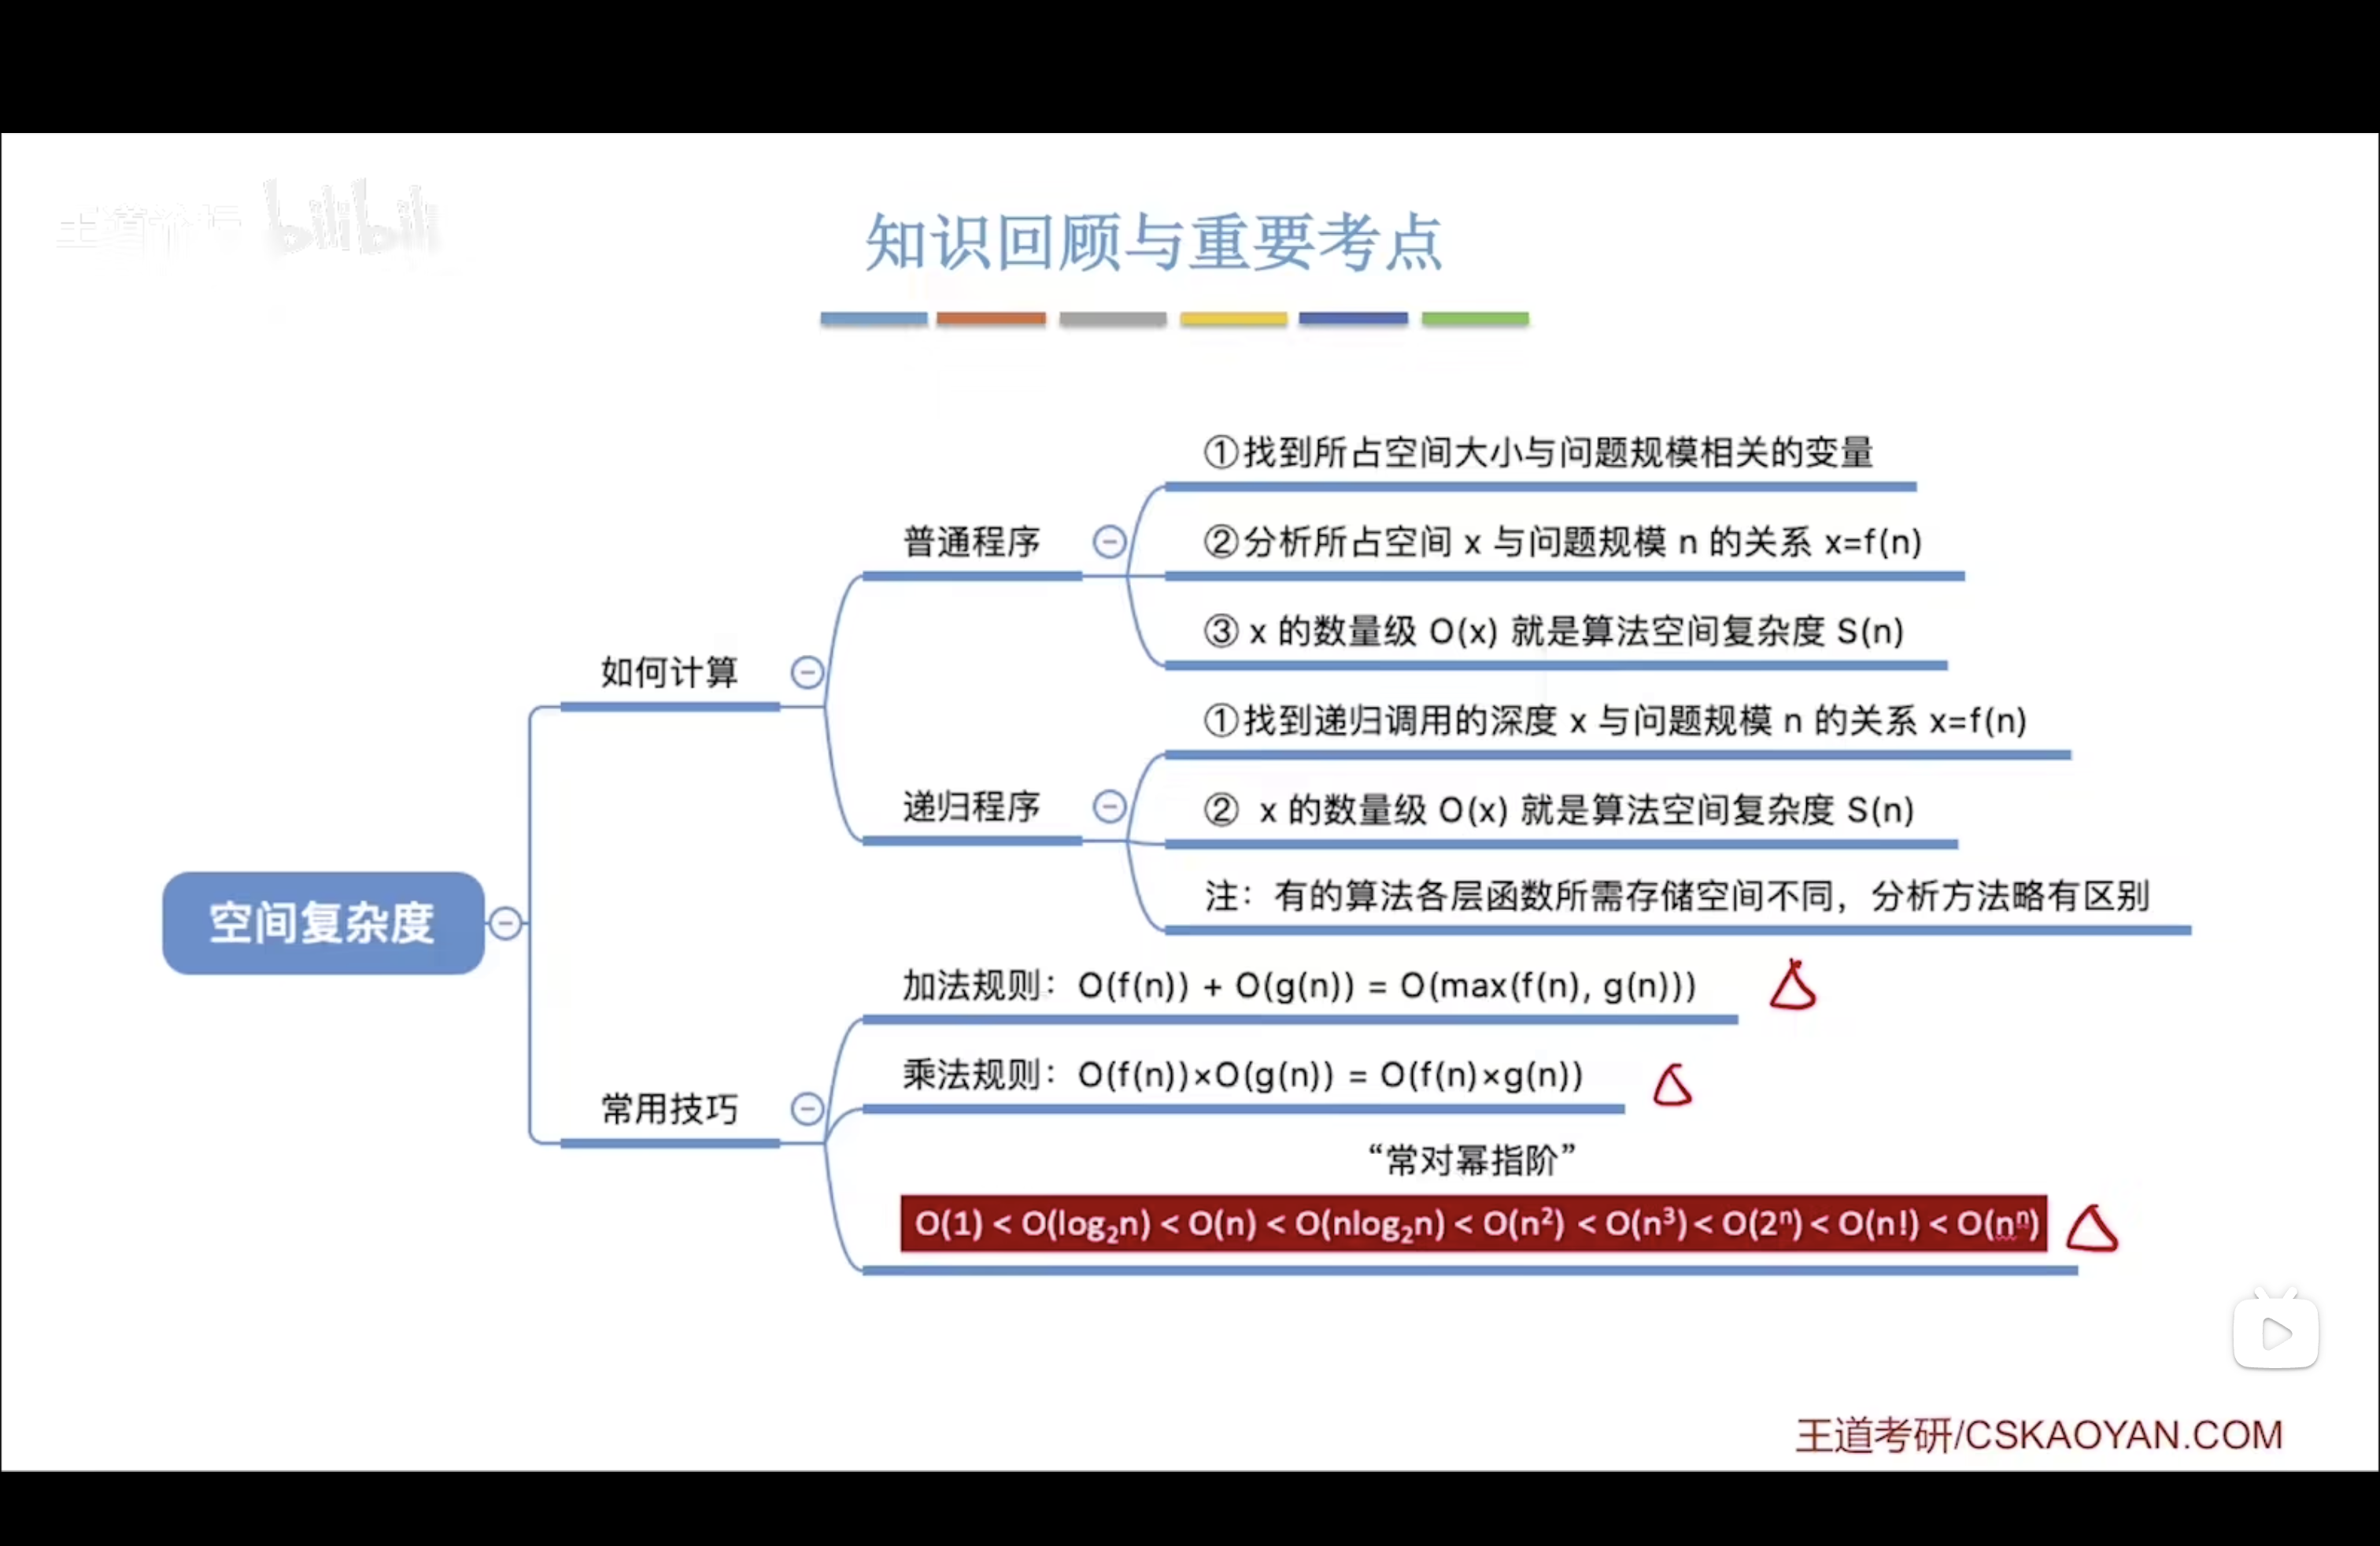 王道论坛 bilibili
知识回顾与重要考点
空间复杂度
如何计算
普通程序
①找到所占空间大小与问题规模相关的变量
②分析所占空间 x 与问题规模 n 的关系 x=f(n)
③ x 的数量级 O(x) 就是算法空间复杂度 S(n)
递归程序
①找到递归调用的深度 x 与问题规模 n 的关系 x=f(n)
② x 的数量级 O(x) 就是算法空间复杂度 S(n)
注：有的算法各层函数所需存储空间不同，分析方法略有区别
常用技巧
加法规则：O(f(n)) + O(g(n)) = O(max(f(n), g(n)))
乘法规则：O(f(n))×O(g(n)) = O(f(n)×g(n))
“常对幂指阶”
O(1) < O(log₂n) < O(n) < O(nlog₂n) < O(n²) < O(n³) < O(2ⁿ) < O(n!) < O(nⁿ)
王道考研/CSKAOYAN.COM